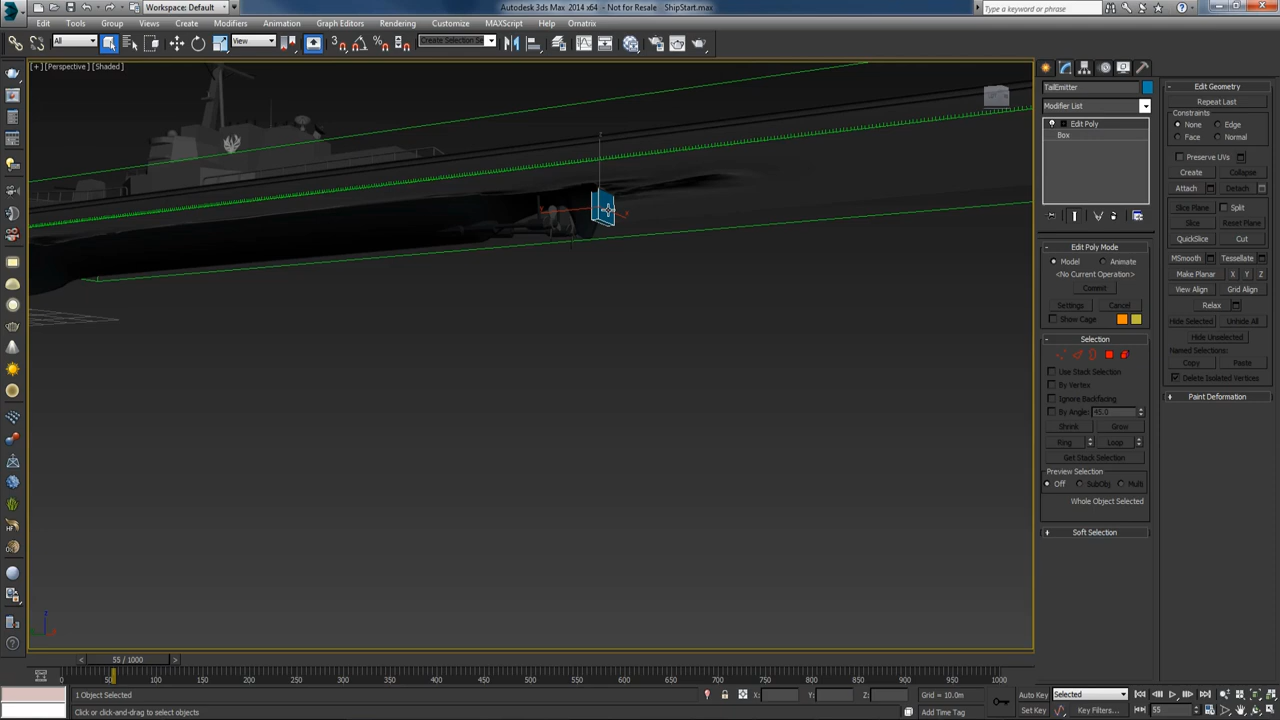 Autodesk 3ds Max 2014 x64 - Not for Resale ShipStart.max
Workspace: Default
Type a keyword or phrase
Edit Tools Group Views Create Modifiers Animation Graph Editors Rendering Customize MAXScript Help Ornatrix
All
View
Create Selection Se
[+] [Perspective] [Shaded]
TailEmitter
Modifier List
Edit Poly
Box
Edit Poly Mode
Model Animate
<No Current Operation>
Commit
Settings Cancel
Show Cage
Selection
Use Stack Selection
By Vertex
Ignore Backfacing
By Angle: 45.0
Shrink Grow
Ring Loop
Get Stack Selection
Preview Selection
Off SubObj Multi
Whole Object Selected
Soft Selection
Edit Geometry
Repeat Last
Constraints
None Edge
Face Normal
Preserve UVs
Create Collapse
Attach Detach
Slice Plane Split
Slice Reset Plane
QuickSlice Cut
MSmooth Tessellate
Make Planar X Y Z
View Align Grid Align
Relax
Hide Selected Unhide All
Hide Unselected
Named Selections:
Copy Paste
Delete Isolated Vertices
Paint Deformation
< 55 / 1000 >
0 50 100 150 200 250 300 350 400 450 500 550 600 650 700 750 800 850 900 950 1000
1 Object Selected
X: Y: Z: Grid = 10.0m
Auto Key Selected
Click or click-and-drag to select objects
Add Time Tag
Set Key Key Filters... 55